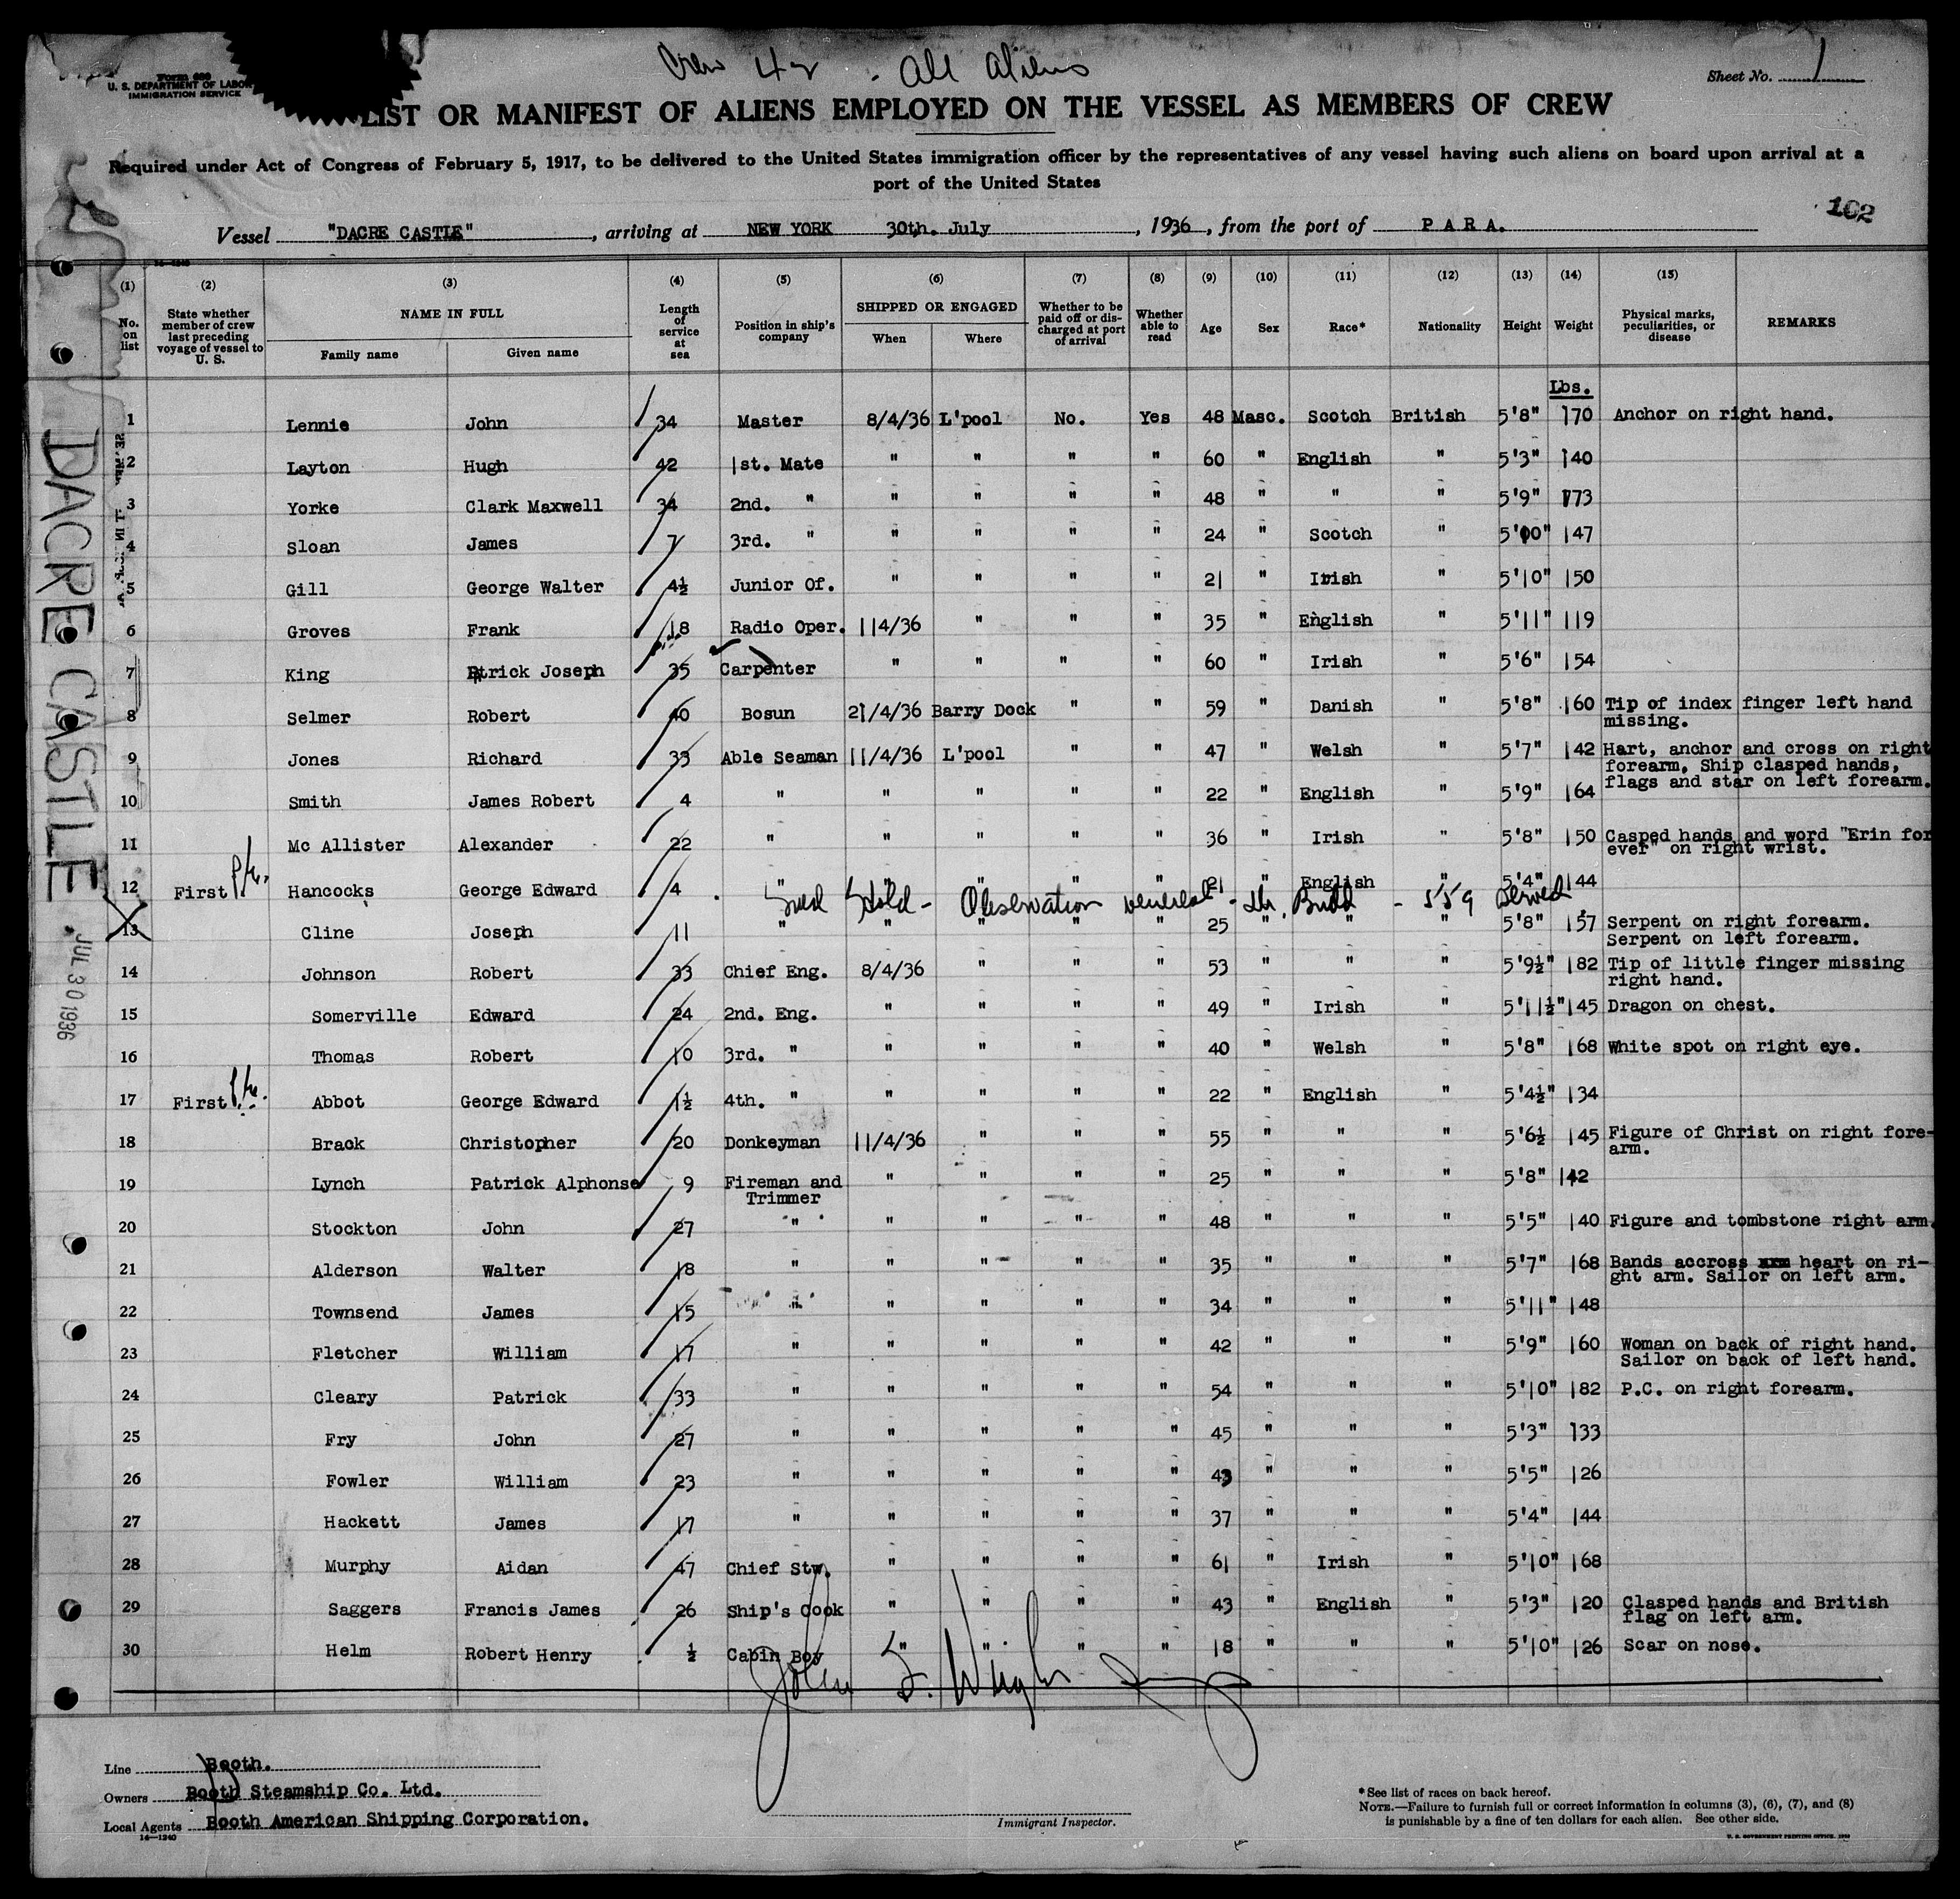 Crew 42 - All Aliens
Form 689
U. S. DEPARTMENT OF LABOR
IMMIGRATION SERVICE
Sheet No. 1
LIST OR MANIFEST OF ALIENS EMPLOYED ON THE VESSEL AS MEMBERS OF CREW
Required under Act of Congress of February 5, 1917, to be delivered to the United States immigration officer by the representatives of any vessel having such aliens on board upon arrival at a
port of the United States
162
Vessel "DACRE CASTLE", arriving at NEW YORK 30th. July, 1936, from the port of P A R A.
(1) (2) (3) (4) (5) (6) (7) (8) (9) (10) (11) (12) (13) (14) (15)
No. on list State whether member of crew last preceding voyage of vessel to U. S. NAME IN FULL Family name Given name Length of service at sea Position in ship's company SHIPPED OR ENGAGED When Where Whether to be paid off or discharged at port of arrival Whether able to read Age Sex Race* Nationality Height Weight Physical marks, peculiarities, or disease REMARKS
Lbs.
1 Lennie John 34 Master 8/4/36 L'pool No. Yes 48 Masc. Scotch British 5'8" 170 Anchor on right hand.
2 Layton Hugh 42 1st. Mate " " " " 60 " English " 5'3" 140
3 Yorke Clark Maxwell 34 2nd. " " " " " 48 " " " 5'9" 173
4 Sloan James 7 3rd. " " " " " 24 " Scotch " 5'00" 147
5 Gill George Walter 4½ Junior Of. " " " " 21 " Irish " 5'10" 150
6 Groves Frank 18 Radio Oper. 114/36 " " " 35 " English " 5'11" 119
7 King Ptrick Joseph 35 Carpenter " " " " 60 " Irish " 5'6" 154
8 Selmer Robert 40 Bosun 21/4/36 Barry Dock " " 59 " Danish " 5'8" 160 Tip of index finger left hand
missing.
9 Jones Richard 33 Able Seaman 11/4/36 L'pool " " 47 " Welsh " 5'7" 142 Hart, anchor and cross on right
forearm, Ship clasped hands,
flags and star on left forearm.
10 Smith James Robert 4 " " " " " 22 " English " 5'9" 164
11 Mc Allister Alexander 22 " " " " " 36 " Irish " 5'8" 150 Casped hands and word "Erin for
ever" on right wrist.
12 First Hancocks George Edward 4 " " " " " 21 " English " 5'4" 144
Hold - Observation venereal - 559 Served
13 Cline Joseph 11 " " " " " 25 " " " 5'8" 157 Serpent on right forearm.
Serpent on left forearm.
14 Johnson Robert 33 Chief Eng. 8/4/36 " " " 53 " " " 5'9½" 182 Tip of little finger missing
right hand.
15 Somerville Edward 24 2nd. Eng. " " " " 49 " Irish " 5'11½" 145 Dragon on chest.
16 Thomas Robert 10 3rd. " " " " " 40 " Welsh " 5'8" 168 White spot on right eye.
17 First Abbot George Edward 1½ 4th. " " " " " 22 " English " 5'4½" 134
18 Brack Christopher 20 Donkeyman 11/4/36 " " " 55 " " " 5'6½ 145 Figure of Christ on right fore-
arm.
19 Lynch Patrick Alphonse 9 Fireman and " " " " 25 " " " 5'8" 142
Trimmer
20 Stockton John 27 " " " " " 48 " " " 5'5" 140 Figure and tombstone right arm.
21 Alderson Walter 18 " " " " " 35 " " " 5'7" 168 Bands accross heart on ri-
ght arm. Sailor on left arm.
22 Townsend James 15 " " " " " 34 " " " 5'11" 148
23 Fletcher William 17 " " " " " 42 " " " 5'9" 160 Woman on back of right hand.
Sailor on back of left hand.
24 Cleary Patrick 33 " " " " " 54 " " " 5'10" 182 P.C. on right forearm.
25 Fry John 27 " " " " " 45 " " " 5'3" 133
26 Fowler William 23 " " " " " 43 " " " 5'5" 126
27 Hackett James 17 " " " " " 37 " " " 5'4" 144
28 Murphy Aidan 47 Chief Stw. " " " " 61 " Irish " 5'10" 168
29 Saggers Francis James 26 Ship's Cook " " " " 43 " English " 5'3" 120 Clasped hands and British
flag on left arm.
30 Helm Robert Henry ½ Cabin Boy " " " " 18 " " " 5'10" 126 Scar on nose.
Line Booth.
Owners Booth Steamship Co. Ltd.
Local Agents Booth American Shipping Corporation.
14—1240
Immigrant Inspector.
*See list of races on back hereof.
NOTE.—Failure to furnish full or correct information in columns (3), (6), (7), and (8)
is punishable by a fine of ten dollars for each alien. See other side.
U. S. GOVERNMENT PRINTING OFFICE
DACRE CASTLE
JUL 30 1936